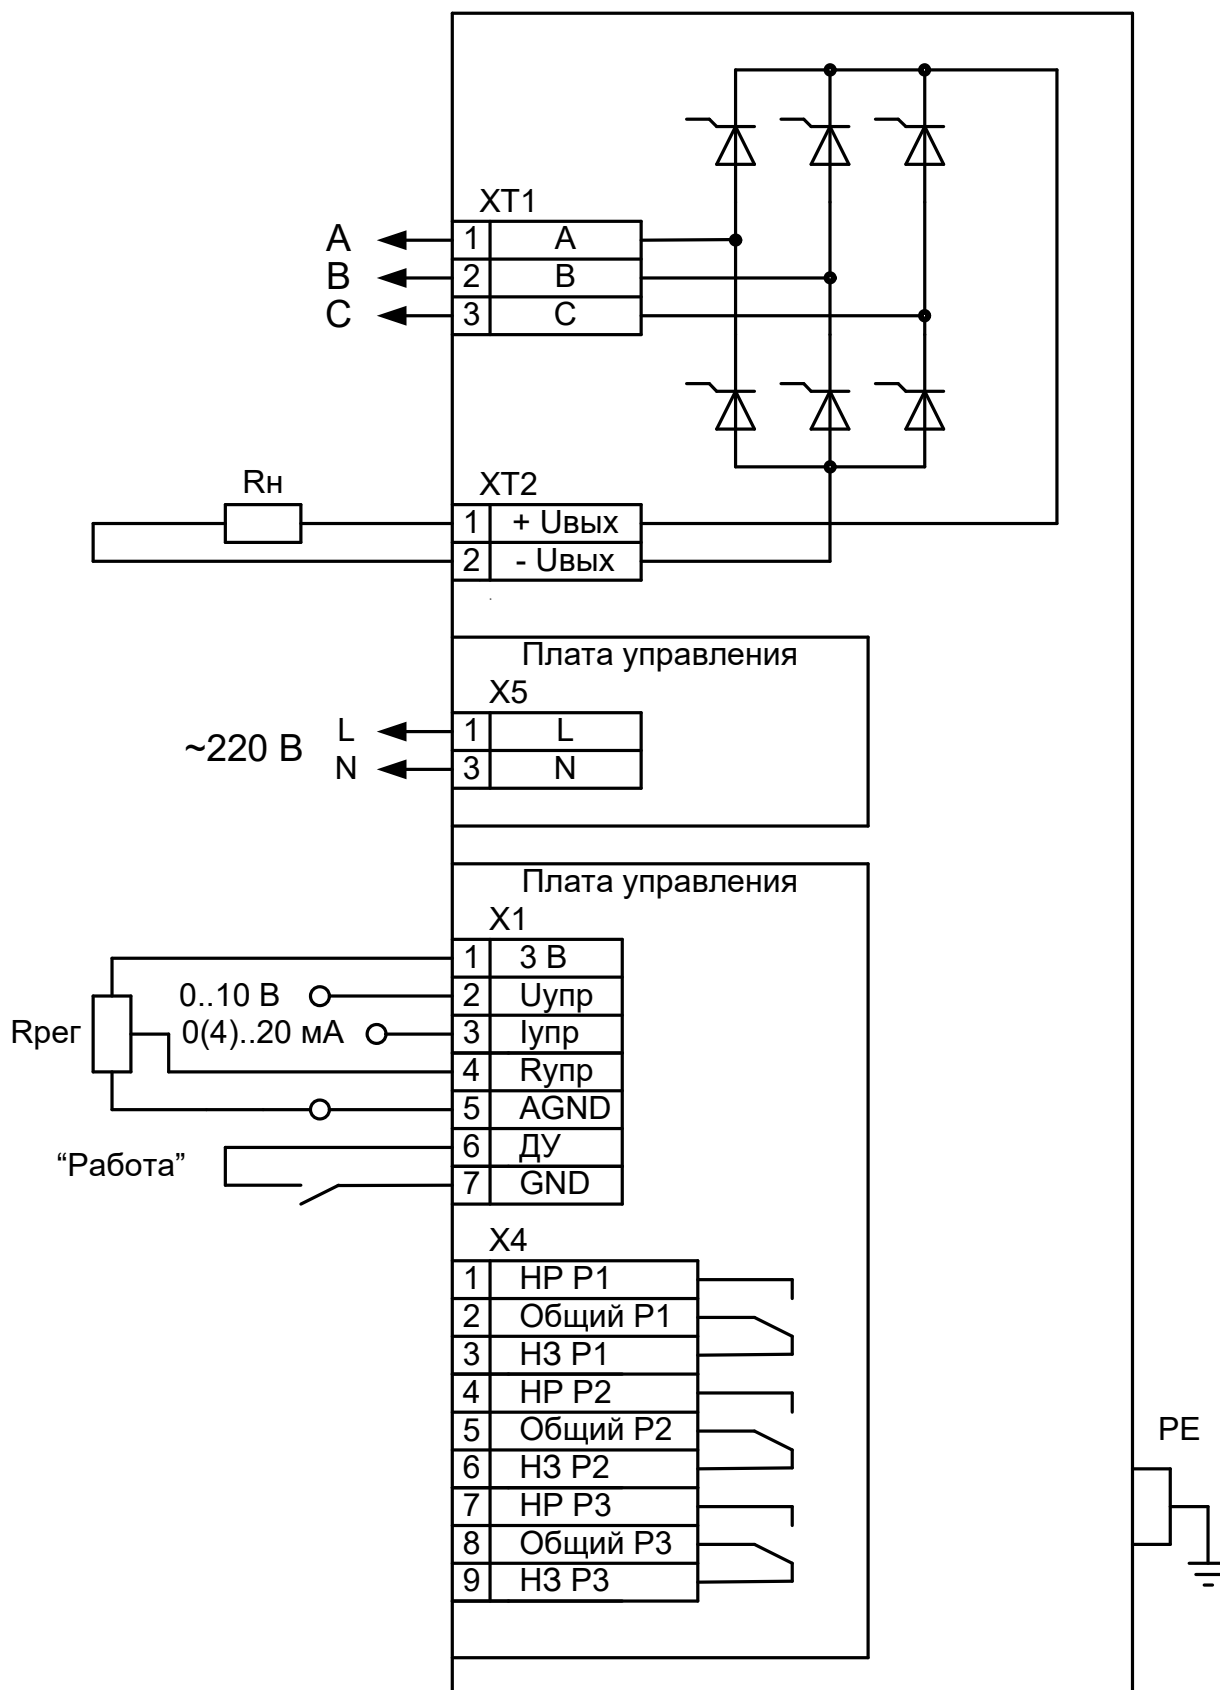 XT1
A 1 A
B 2 B
C 3 C
Rн
XT2
1 + Uвых
2 - Uвых
Плата управления
X5
~220 В
L 1 L
N 3 N
Плата управления
X1
1 3 В
0..10 В 2 Uупр
Rрег 0(4)..20 мА 3 Iупр
4 Rупр
5 AGND
“Работа” 6 ДУ
7 GND
X4
1 НР Р1
2 Общий Р1
3 НЗ Р1
4 НР Р2
5 Общий Р2
6 НЗ Р2
7 НР Р3
8 Общий Р3
9 НЗ Р3
PE